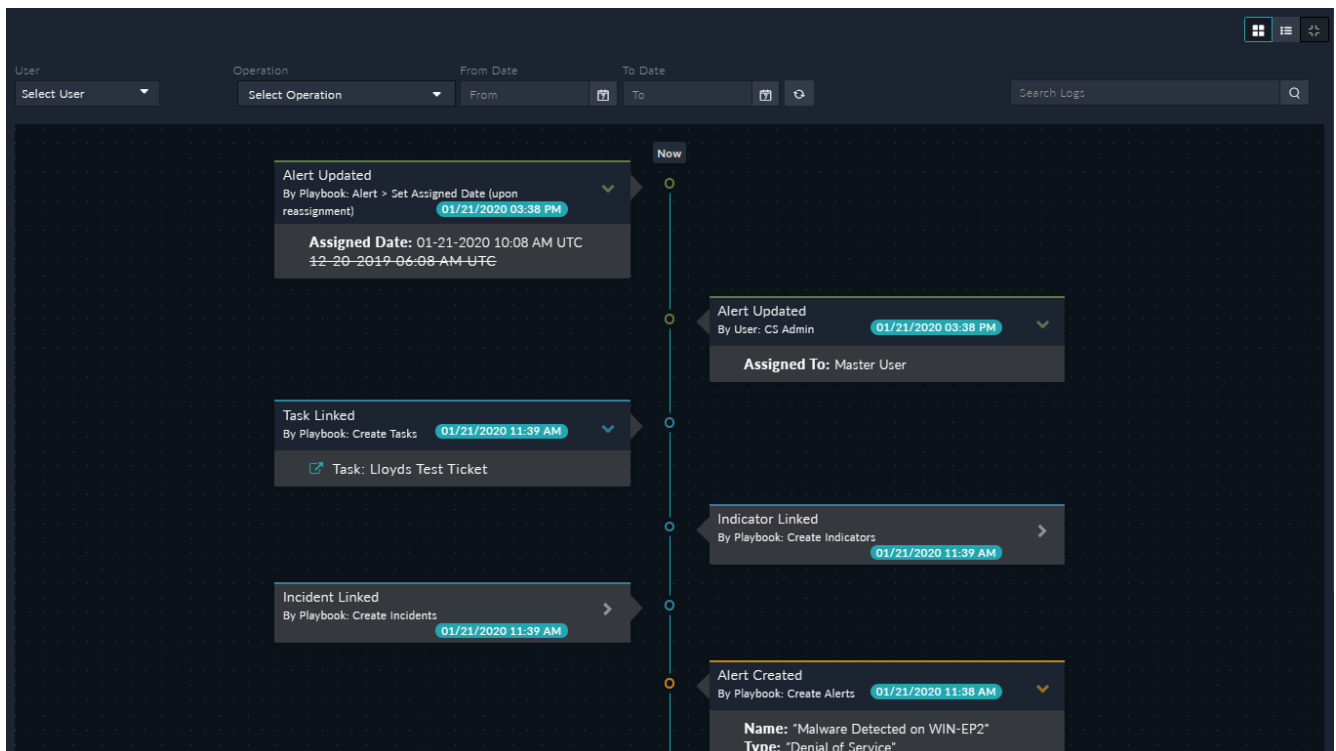 User
Operation
From Date
To Date
Select User
Select Operation
From
To
Search Logs
Now
Alert Updated
By Playbook: Alert > Set Assigned Date (upon
reassignment)
01/21/2020 03:38 PM
Assigned Date: 01-21-2020 10:08 AM UTC
12-20-2019 06:08 AM UTC
Alert Updated
By User: CS Admin
01/21/2020 03:38 PM
Assigned To: Master User
Task Linked
By Playbook: Create Tasks
01/21/2020 11:39 AM
Task: Lloyds Test Ticket
Indicator Linked
By Playbook: Create Indicators
01/21/2020 11:39 AM
Incident Linked
By Playbook: Create Incidents
01/21/2020 11:39 AM
Alert Created
By Playbook: Create Alerts
01/21/2020 11:38 AM
Name: "Malware Detected on WIN-EP2"
Type: "Denial of Service"